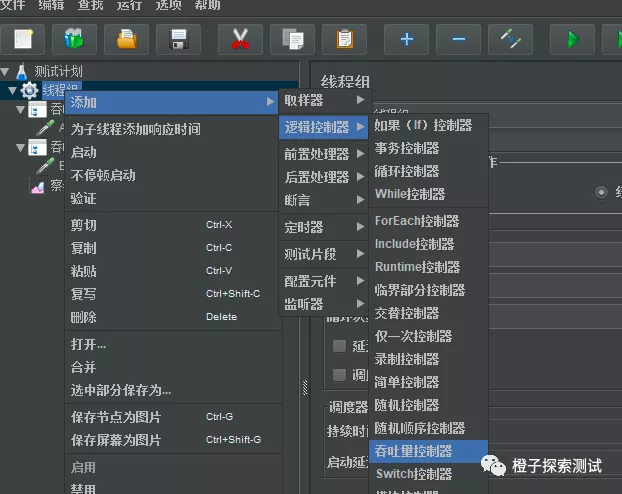 文件 编辑 查找 运行 选项 帮助
测试计划
线程组
线程组
添加
为子线程添加响应时间
启动
不停顿启动
验证
剪切 Ctrl-X
复制 Ctrl-C
粘贴 Ctrl-V
复写 Ctrl+Shift-C
删除 Delete
打开...
合并
选中部分保存为...
保存节点为图片 Ctrl-G
保存屏幕为图片 Ctrl+Shift-G
启用
禁用
取样器
逻辑控制器
前置处理器
后置处理器
断言
定时器
测试片段
配置元件
监听器
如果（If）控制器
事务控制器
循环控制器
While控制器
ForEach控制器
Include控制器
Runtime控制器
临界部分控制器
交替控制器
仅一次控制器
录制控制器
简单控制器
随机控制器
随机顺序控制器
吞吐量控制器
Switch控制器
调度器
持续时间
启动延
橙子探索测试